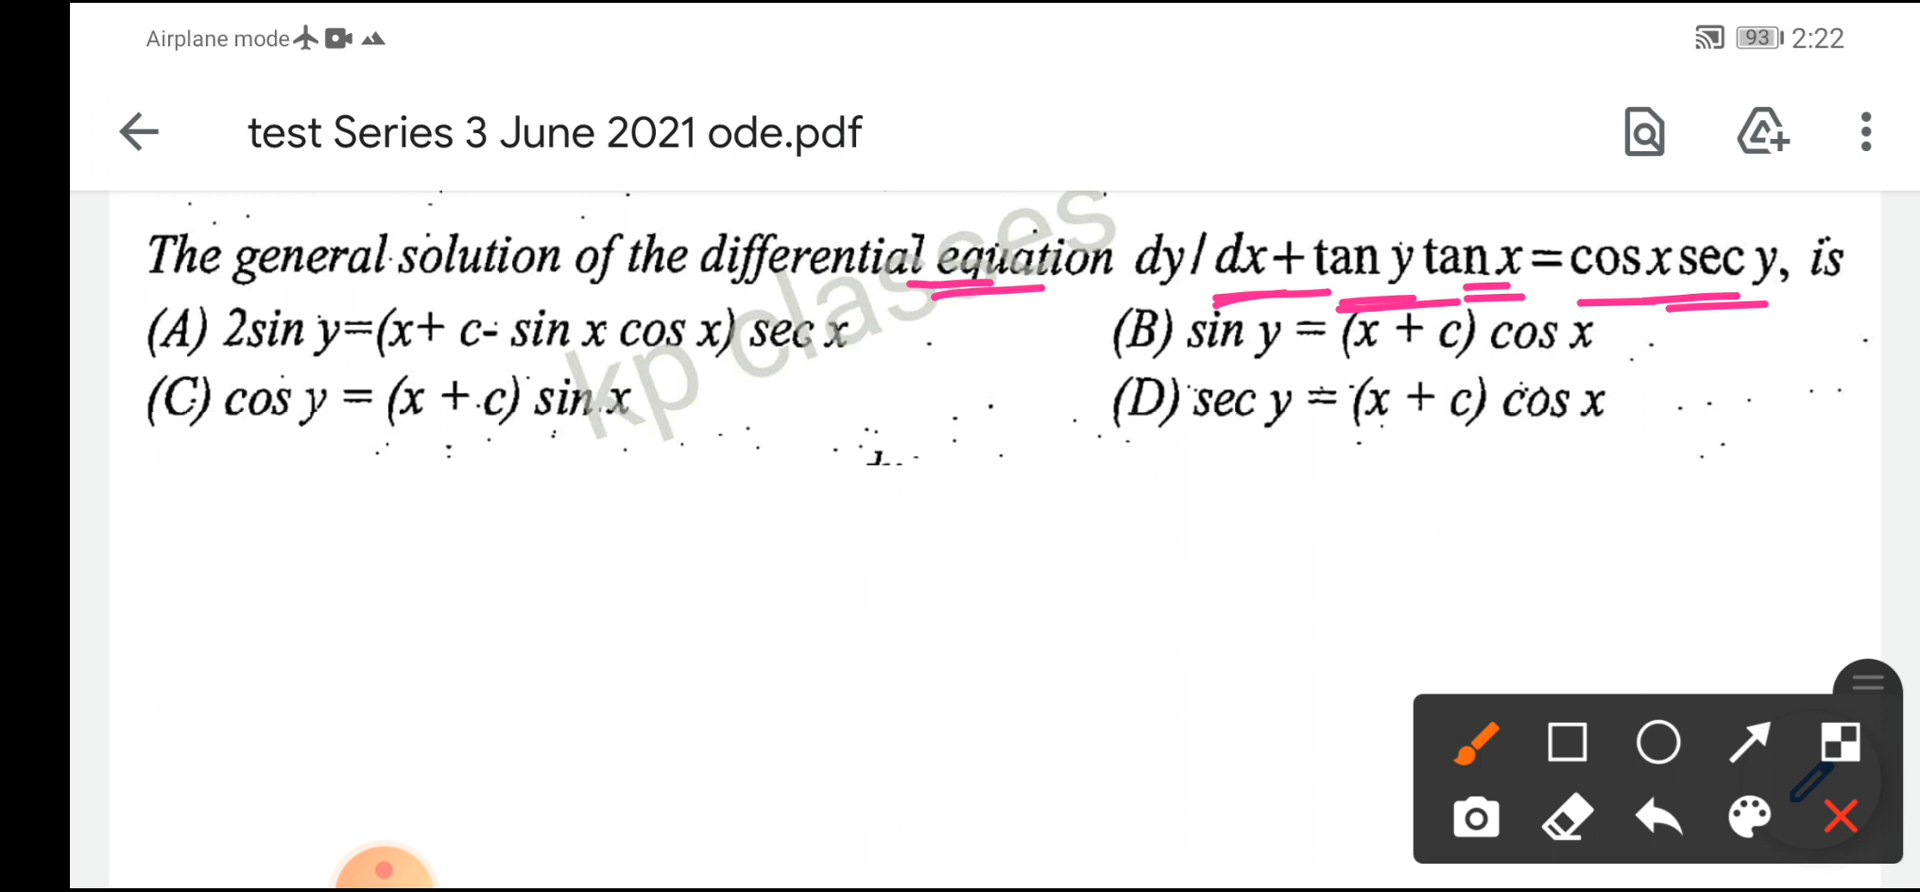 Airplane mode 93 2:22
test Series 3 June 2021 ode.pdf
The general solution of the differential equation dy/dx+tan y tan x=cos x sec y, is
(A) 2sin y=(x+ c- sin x cos x) sec x (B) sin y = (x + c) cos x
(C) cos y = (x + c) sin x (D) sec y = (x + c) cos x
kp classes